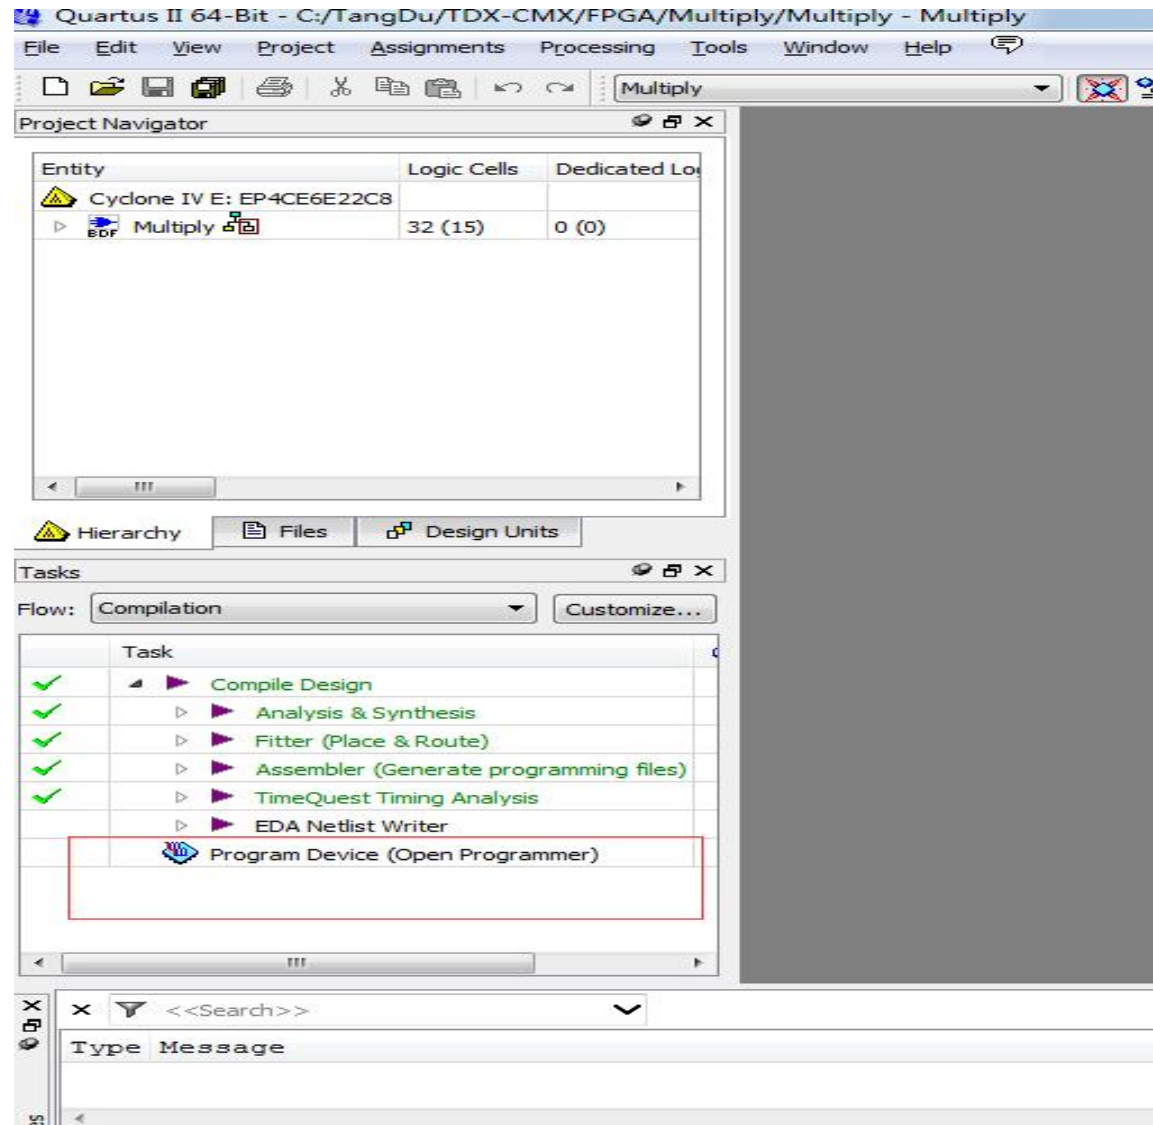 Quartus II 64-Bit - C:/TangDu/TDX-CMX/FPGA/Multiply/Multiply - Multiply
File Edit View Project Assignments Processing Tools Window Help
Multiply
Project Navigator
Entity Logic Cells Dedicated Lo
Cyclone IV E: EP4CE6E22C8
BDF Multiply 32 (15) 0 (0)
Hierarchy Files Design Units
Tasks
Flow: Compilation Customize...
Task
Compile Design
Analysis & Synthesis
Fitter (Place & Route)
Assembler (Generate programming files)
TimeQuest Timing Analysis
EDA Netlist Writer
Program Device (Open Programmer)
<<Search>>
Type Message